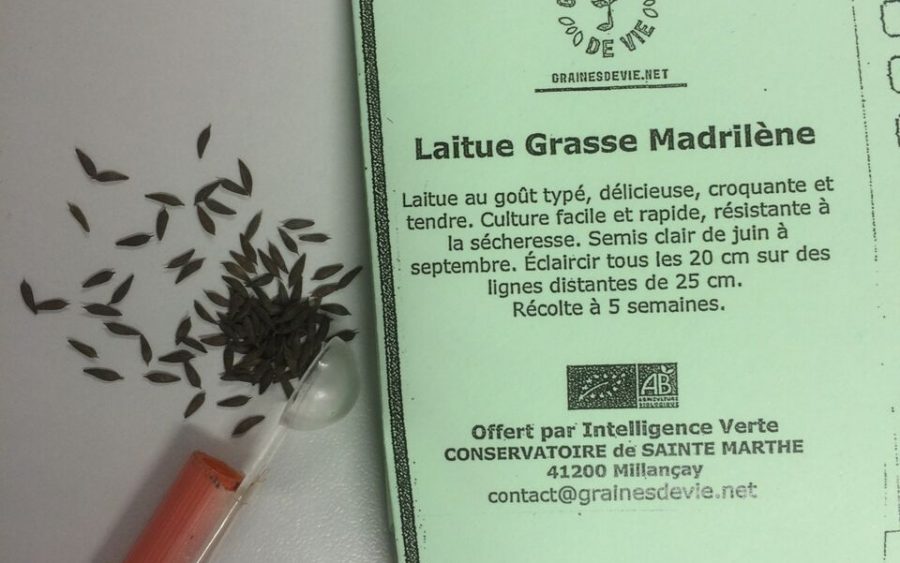 DE VIE
GRAINESDEVIE.NET
Laitue Grasse Madrilène
Laitue au goût typé, délicieuse, croquante et
tendre. Culture facile et rapide, résistante à
la sécheresse. Semis clair de juin à
septembre. Éclaircir tous les 20 cm sur des
lignes distantes de 25 cm.
Récolte à 5 semaines.
AB
AGRICULTURE
BIOLOGIQUE
Offert par Intelligence Verte
CONSERVATOIRE de SAINTE MARTHE
41200 Millançay
contact@grainesdevie.net